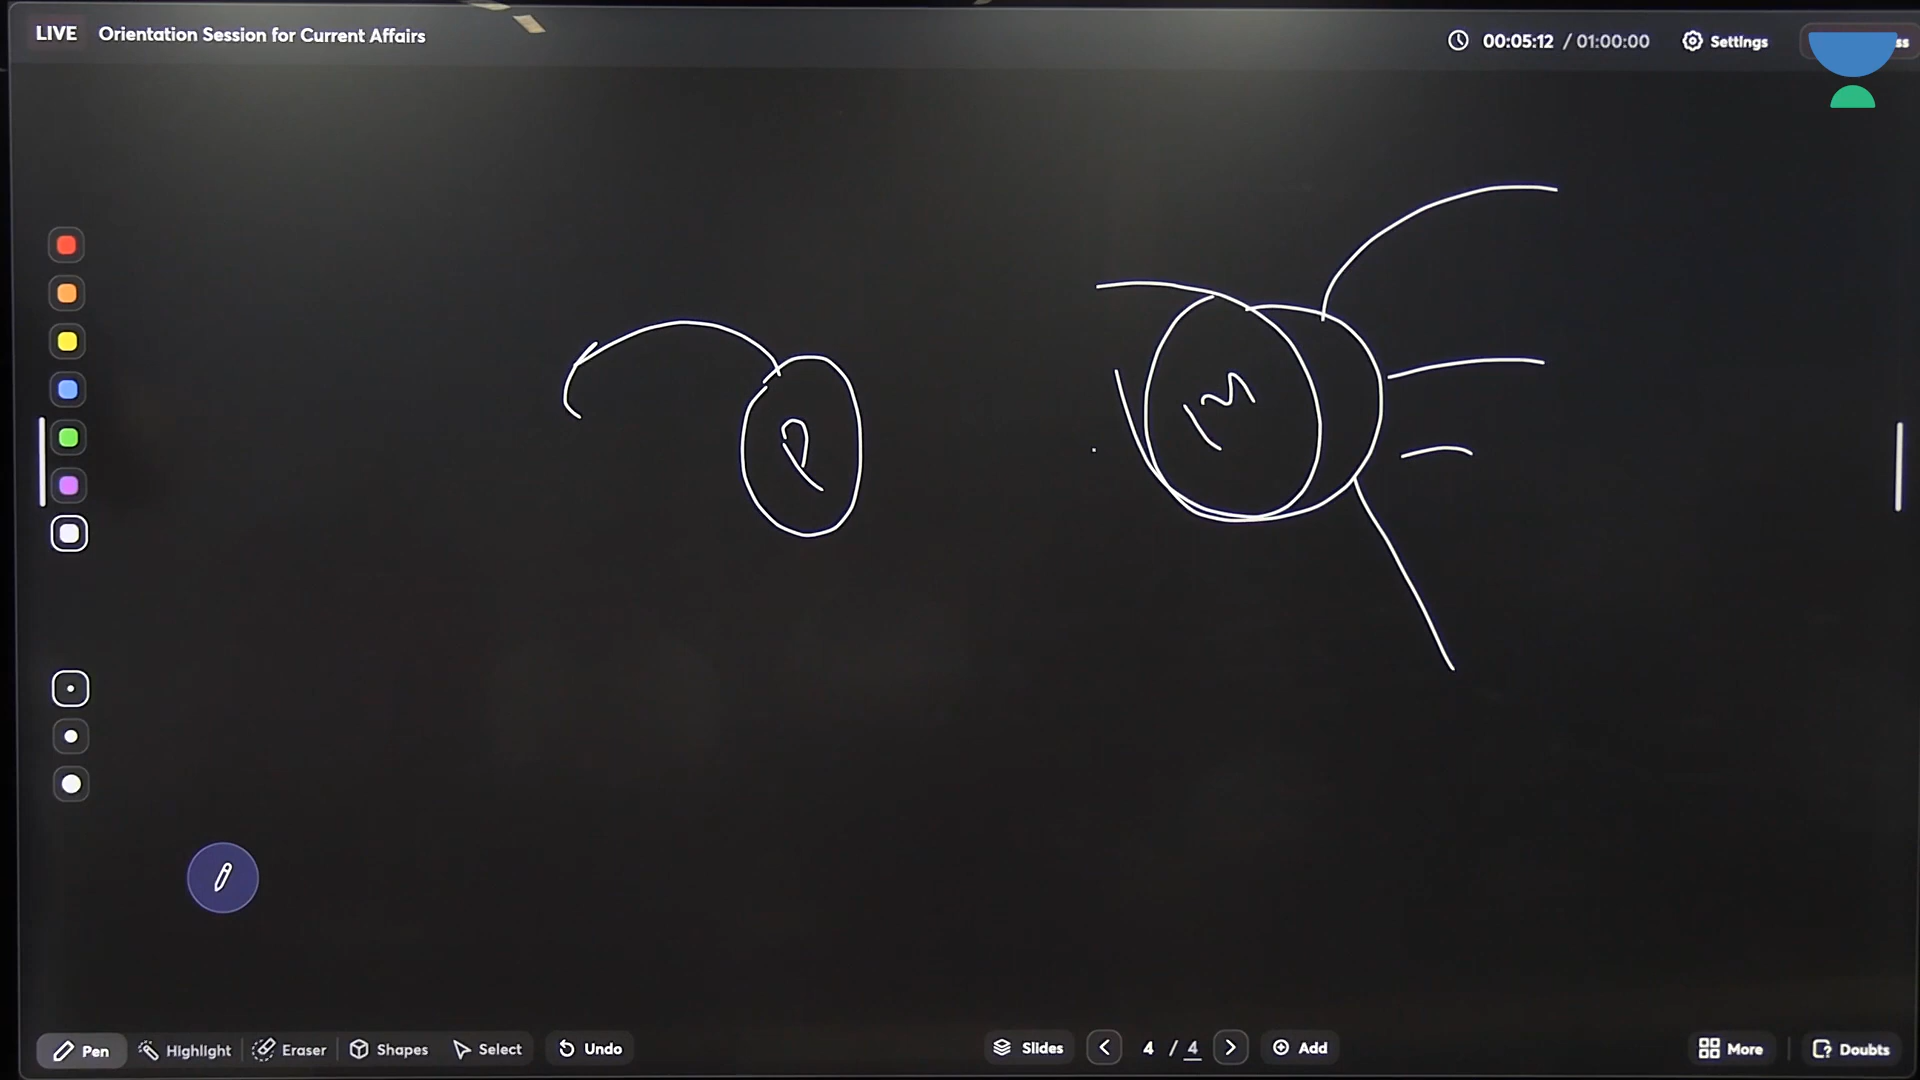 LIVE Orientation Session for Current Affairs 00:05:12 / 01:00:00 Settings
P M
Pen Highlight Eraser Shapes Select Undo Slides 4 / 4 Add More Doubts